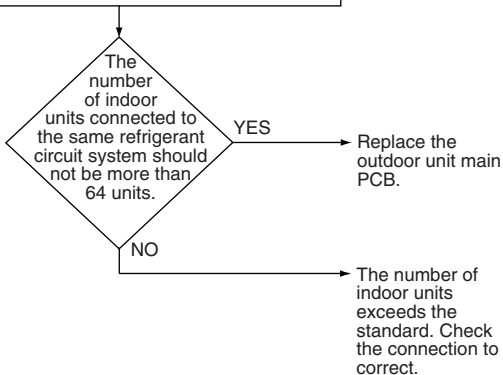 The
number
of indoor
units connected to
the same refrigerant
circuit system should
not be more than
64 units.
YES
Replace the
outdoor unit main
PCB.
NO
The number of
indoor units
exceeds the
standard. Check
the connection to
correct.